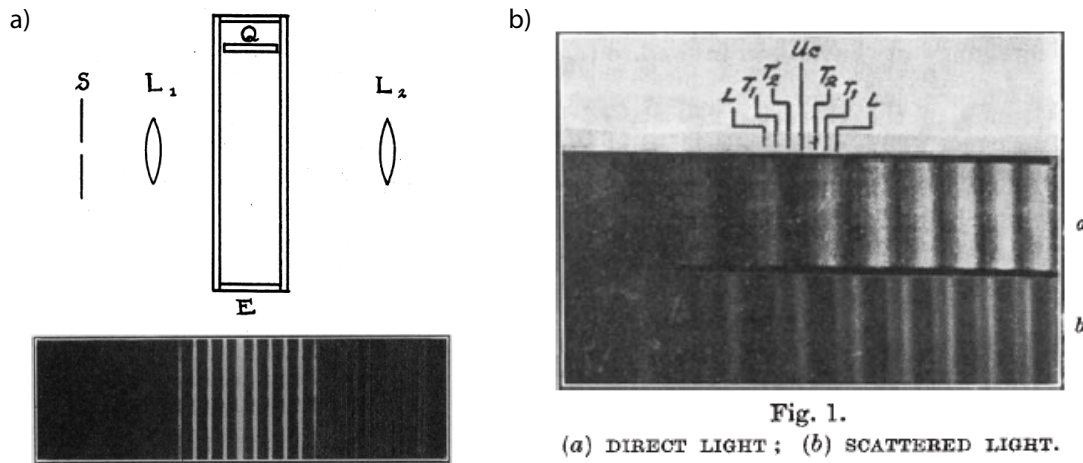 a)
Q
S
L₁
L₂
E
b)
Uc
T₂ T₂
T₁ T₁
L L
a
b
Fig. 1.
(a) DIRECT LIGHT; (b) SCATTERED LIGHT.